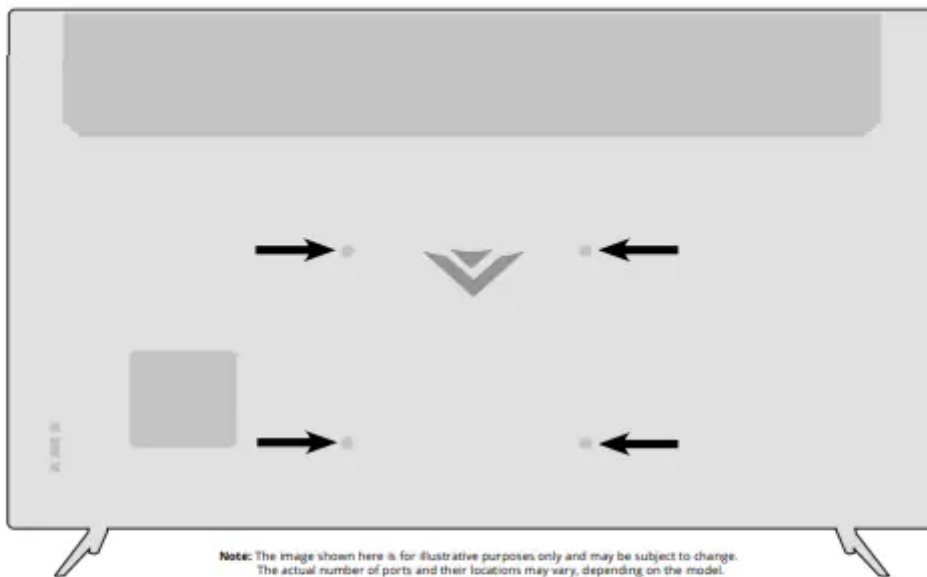 Note: The image shown here is for illustrative purposes only and may be subject to change.
The actual number of ports and their locations may vary, depending on the model.